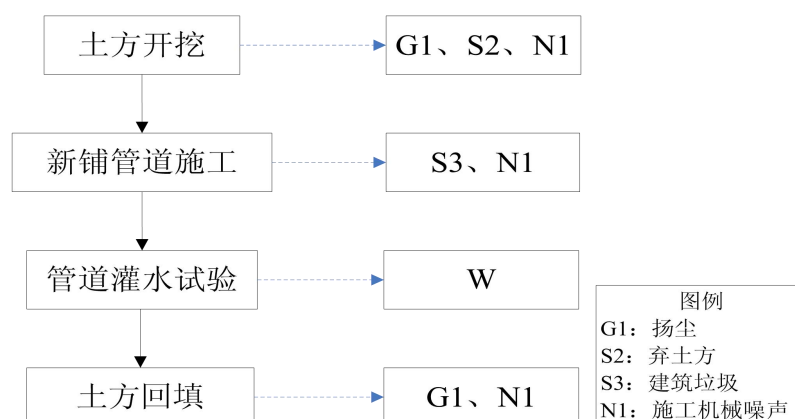 土方开挖
G1、S2、N1
新铺管道施工
S3、N1
管道灌水试验
W
土方回填
G1、N1
图例
G1：扬尘
S2：弃土方
S3：建筑垃圾
N1：施工机械噪声